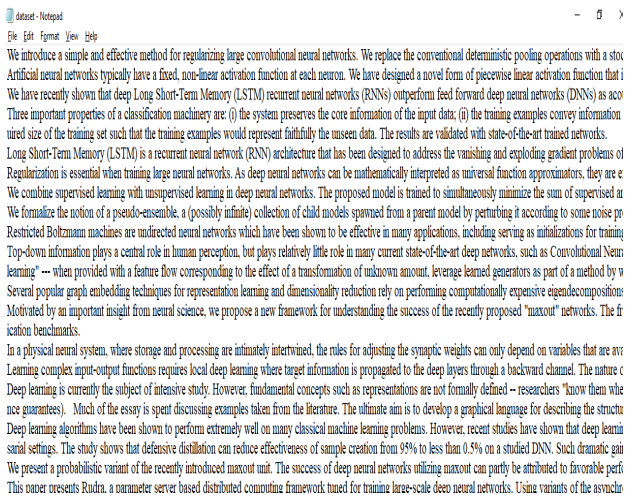 dataset - Notepad
File Edit Format View Help
We introduce a simple and effective method for regularizing large convolutional neural networks. We replace the conventional deterministic pooling operations with a stoc
Artificial neural networks typically have a fixed, non-linear activation function at each neuron. We have designed a novel form of piecewise linear activation function that i
We have recently shown that deep Long Short-Term Memory (LSTM) recurrent neural networks (RNNs) outperform feed forward deep neural networks (DNNs) as acou
Three important properties of a classification machinery are: (i) the system preserves the core information of the input data; (ii) the training examples convey information
uired size of the training set such that the training examples would represent faithfully the unseen data. The results are validated with state-of-the-art trained networks.
Long Short-Term Memory (LSTM) is a recurrent neural network (RNN) architecture that has been designed to address the vanishing and exploding gradient problems of
Regularization is essential when training large neural networks. As deep neural networks can be mathematically interpreted as universal function approximators, they are e
We combine supervised learning with unsupervised learning in deep neural networks. The proposed model is trained to simultaneously minimize the sum of supervised ar
We formalize the notion of a pseudo-ensemble, a (possibly infinite) collection of child models spawned from a parent model by perturbing it according to some noise pro
Restricted Boltzmann machines are undirected neural networks which have been shown to be effective in many applications, including serving as initializations for training
Top-down information plays a central role in human perception, but plays relatively little role in many current state-of-the-art deep networks, such as Convolutional Neura
learning" --- when provided with a feature flow corresponding to the effect of a transformation of unknown amount, leverage learned generators as part of a method by w
Several popular graph embedding techniques for representation learning and dimensionality reduction rely on performing computationally expensive eigendecompositions
Motivated by an important insight from neural science, we propose a new framework for understanding the success of the recently proposed "maxout" networks. The fr
ication benchmarks.
In a physical neural system, where storage and processing are intimately intertwined, the rules for adjusting the synaptic weights can only depend on variables that are ava
Learning complex input-output functions requires local deep learning where target information is propagated to the deep layers through a backward channel. The nature o
Deep learning is currently the subject of intensive study. However, fundamental concepts such as representations are not formally defined -- researchers "know them whe
nce guarantees). Much of the essay is spent discussing examples taken from the literature. The ultimate aim is to develop a graphical language for describing the structu
Deep learning algorithms have been shown to perform extremely well on many classical machine learning problems. However, recent studies have shown that deep learnin
sarial settings. The study shows that defensive distillation can reduce effectiveness of sample creation from 95% to less than 0.5% on a studied DNN. Such dramatic gain
We present a probabilistic variant of the recently introduced maxout unit. The success of deep neural networks utilizing maxout can partly be attributed to favorable perfo
This paper presents Rudra, a parameter server based distributed computing framework tuned for training large-scale deep neural networks. Using variants of the asynchro